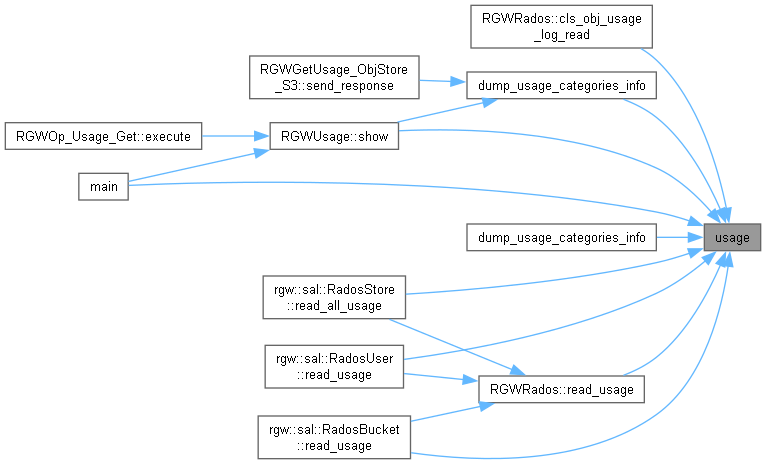 RGWRados::cls_obj_usage
_log_read
RGWGetUsage_ObjStore
_S3::send_response
dump_usage_categories_info
RGWOp_Usage_Get::execute
RGWUsage::show
main
dump_usage_categories_info
usage
rgw::sal::RadosStore
::read_all_usage
rgw::sal::RadosUser
::read_usage
RGWRados::read_usage
rgw::sal::RadosBucket
::read_usage